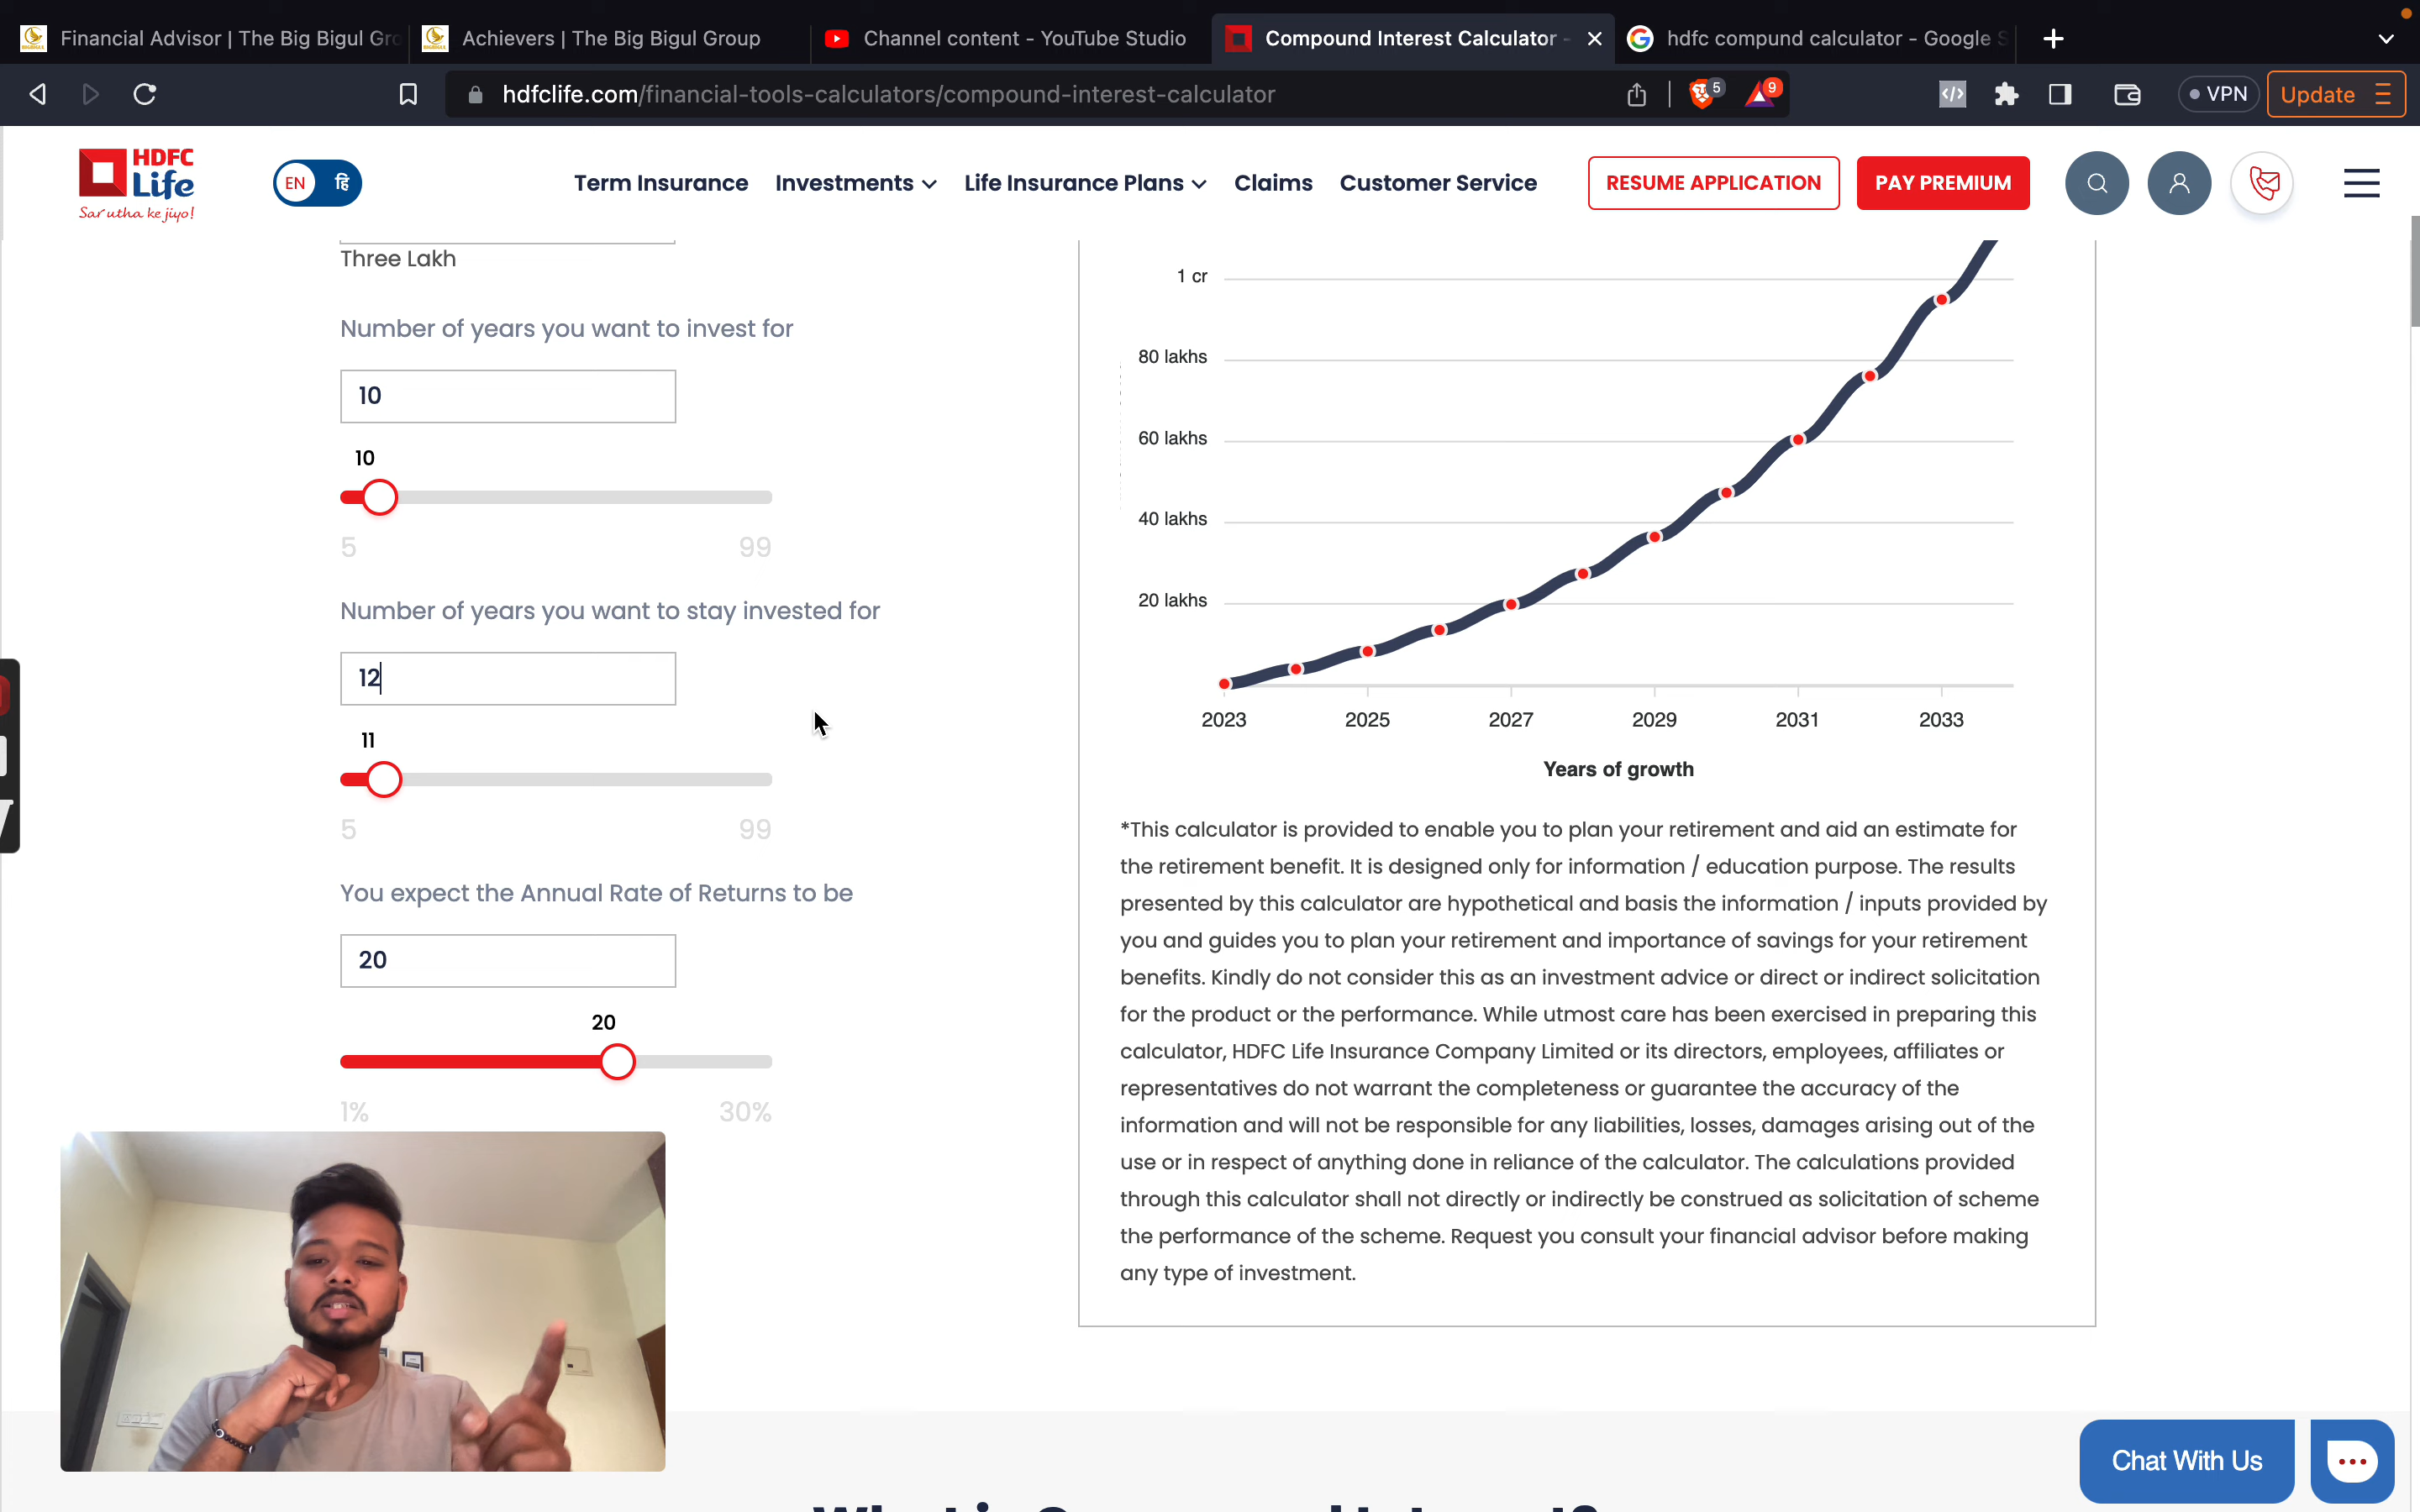 Financial Advisor | The Big Bigul Gro
Achievers | The Big Bigul Group
Channel content - YouTube Studio
Compound Interest Calculator -
hdfc compund calculator - Google S
hdfclife.com/financial-tools-calculators/compound-interest-calculator
5
9
VPN
Update
HDFC
Life
Sar utha ke jiyo!
EN
हि
Term Insurance
Investments
Life Insurance Plans
Claims
Customer Service
RESUME APPLICATION
PAY PREMIUM
Three Lakh
Number of years you want to invest for
10
10
5
99
Number of years you want to stay invested for
12
11
5
99
You expect the Annual Rate of Returns to be
20
20
1%
30%
1 cr
80 lakhs
60 lakhs
40 lakhs
20 lakhs
2023
2025
2027
2029
2031
2033
Years of growth
*This calculator is provided to enable you to plan your retirement and aid an estimate for
the retirement benefit. It is designed only for information / education purpose. The results
presented by this calculator are hypothetical and basis the information / inputs provided by
you and guides you to plan your retirement and importance of savings for your retirement
benefits. Kindly do not consider this as an investment advice or direct or indirect solicitation
for the product or the performance. While utmost care has been exercised in preparing this
calculator, HDFC Life Insurance Company Limited or its directors, employees, affiliates or
representatives do not warrant the completeness or guarantee the accuracy of the
information and will not be responsible for any liabilities, losses, damages arising out of the
use or in respect of anything done in reliance of the calculator. The calculations provided
through this calculator shall not directly or indirectly be construed as solicitation of scheme
the performance of the scheme. Request you consult your financial advisor before making
any type of investment.
Chat With Us